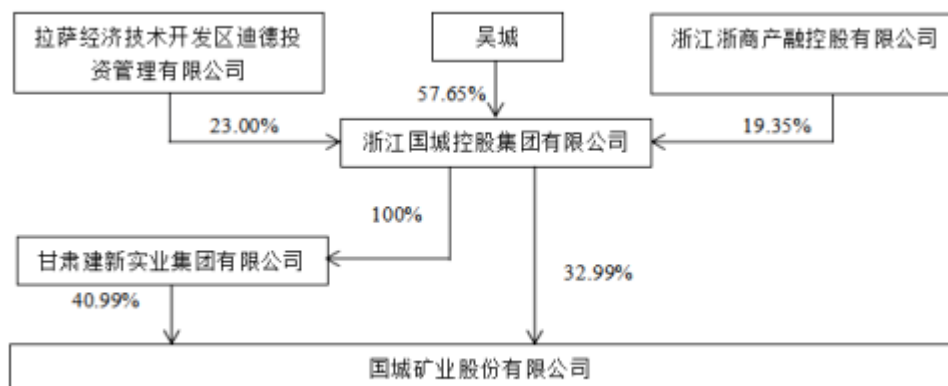 拉萨经济技术开发区迪德投
资管理有限公司
吴城
浙江浙商产融控股有限公司
57.65%
23.00%
19.35%
浙江国城控股集团有限公司
100%
甘肃建新实业集团有限公司
32.99%
40.99%
国城矿业股份有限公司